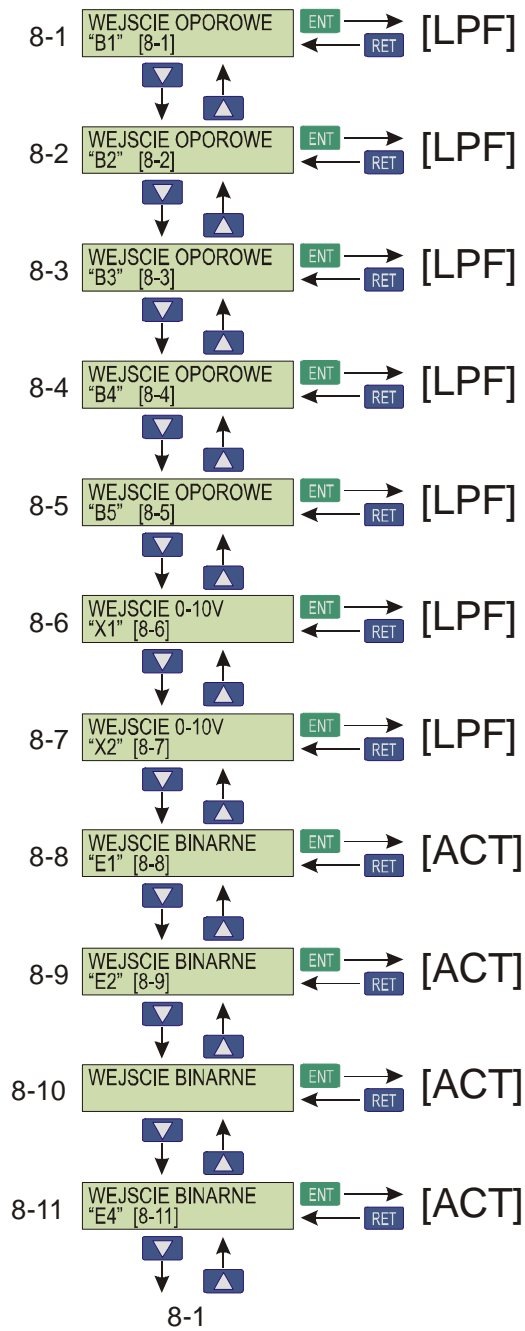 8-1 WEJSCIE OPOROWE ENT [LPF]
“B1” [8-1] RET
8-2 WEJSCIE OPOROWE ENT [LPF]
“B2” [8-2] RET
8-3 WEJSCIE OPOROWE ENT [LPF]
“B3” [8-3] RET
8-4 WEJSCIE OPOROWE ENT [LPF]
“B4” [8-4] RET
8-5 WEJSCIE OPOROWE ENT [LPF]
“B5” [8-5] RET
8-6 WEJSCIE 0-10V ENT [LPF]
“X1” [8-6] RET
8-7 WEJSCIE 0-10V ENT [LPF]
“X2” [8-7] RET
8-8 WEJSCIE BINARNE ENT [ACT]
“E1” [8-8] RET
8-9 WEJSCIE BINARNE ENT [ACT]
“E2” [8-9] RET
8-10 WEJSCIE BINARNE ENT [ACT]
RET
8-11 WEJSCIE BINARNE ENT [ACT]
“E4” [8-11] RET
8-1